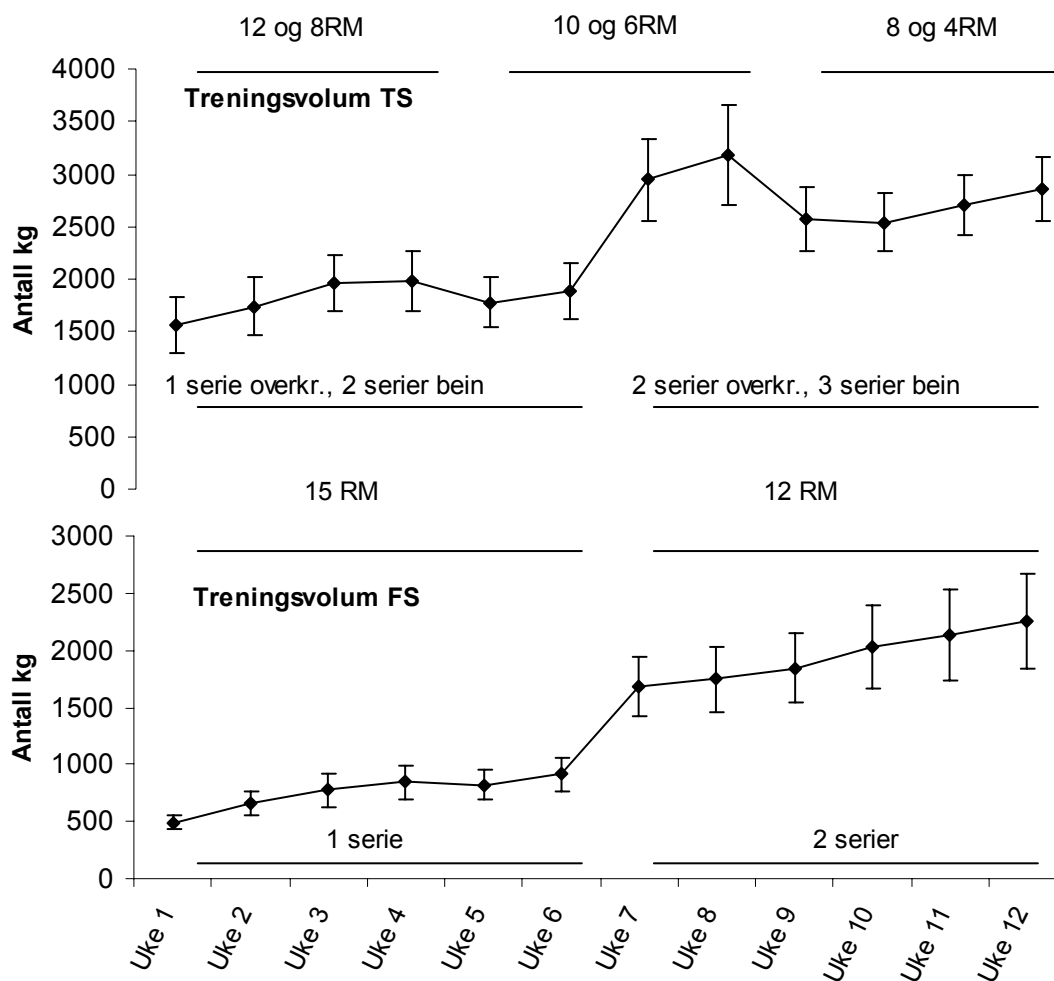 12 og 8RM 10 og 6RM 8 og 4RM
4000
Treningsvolum TS
3500
3000
2500
2000
1500
1000
500
0
Antall kg
1 serie overkr., 2 serier bein 2 serier overkr., 3 serier bein
15 RM 12 RM
3000
2500
Treningsvolum FS
2000
1500
1000
500
0
Antall kg
1 serie 2 serier
Uke 1 Uke 2 Uke 3 Uke 4 Uke 5 Uke 6 Uke 7 Uke 8 Uke 9 Uke 10 Uke 11 Uke 12